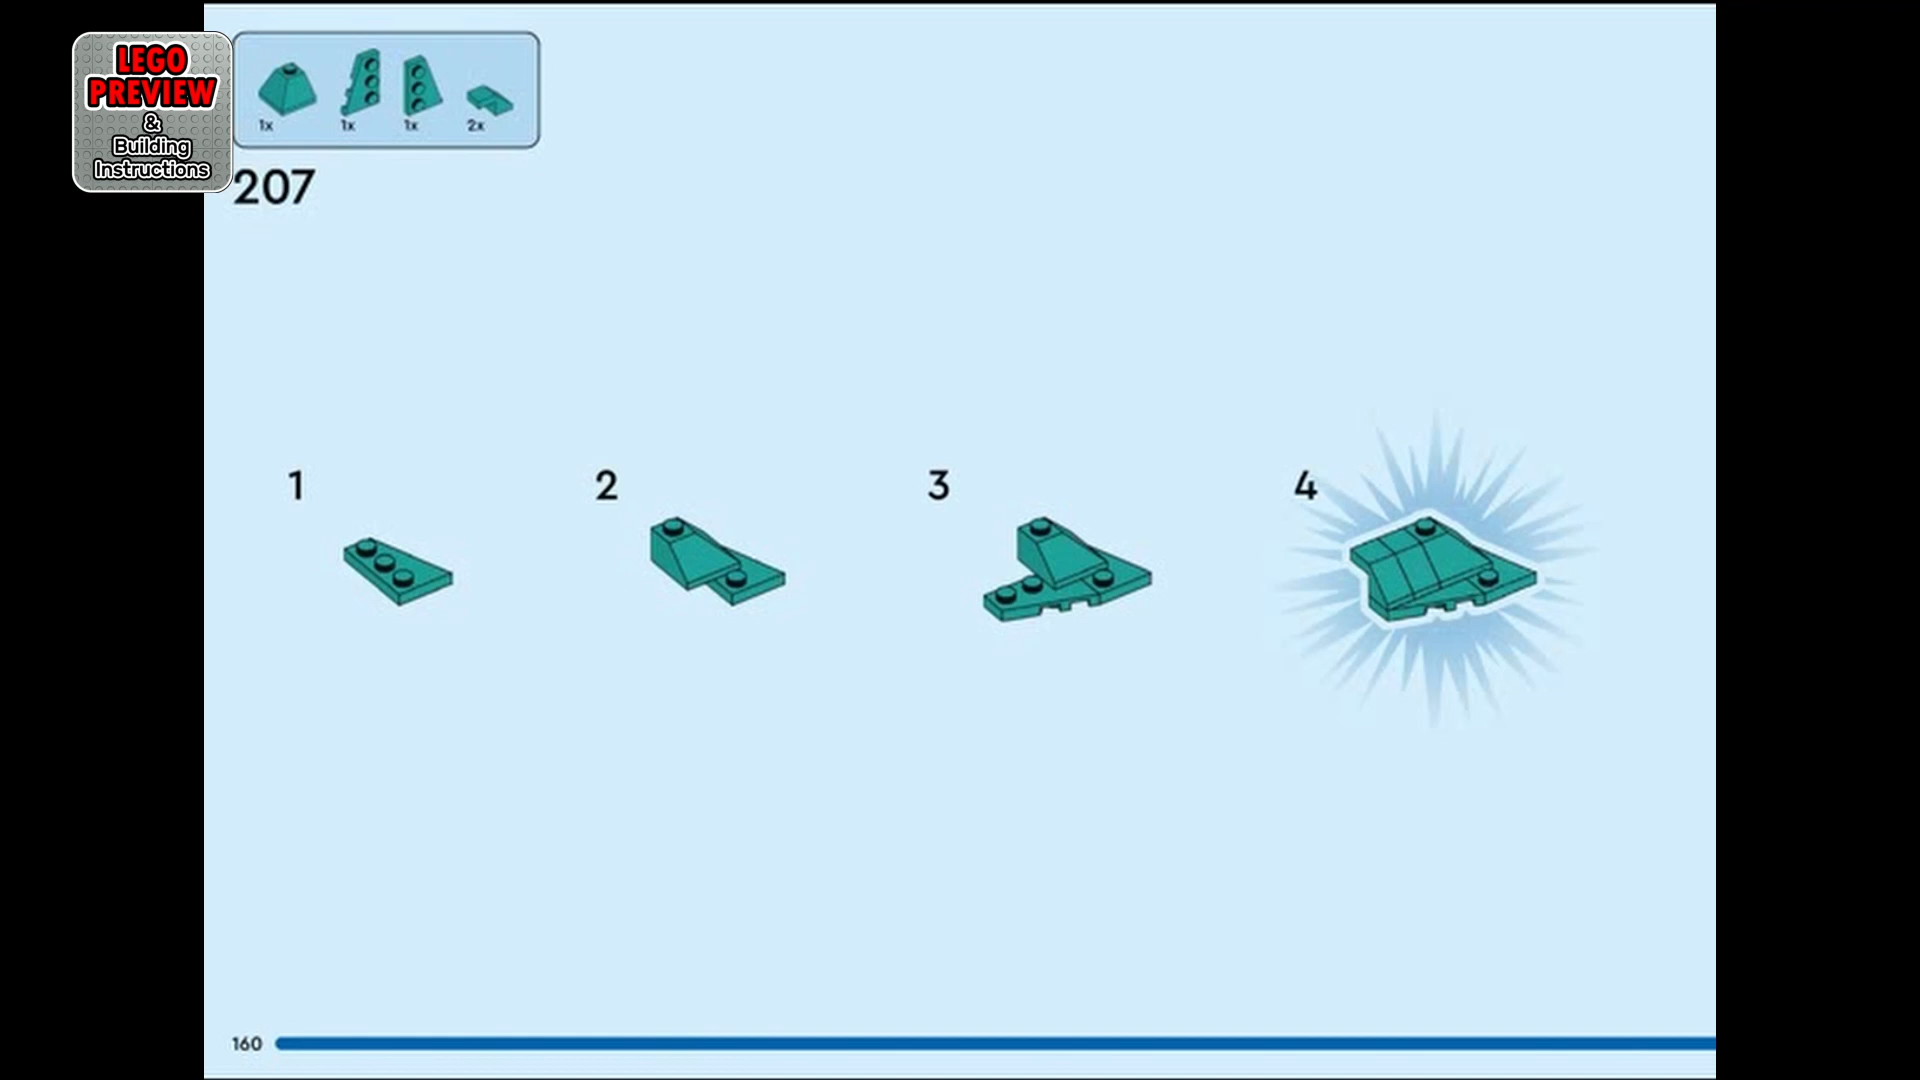 LEGO
PREVIEW
&
Building
Instructions
1x 1x 1x 2x
207
1 2 3 4
160